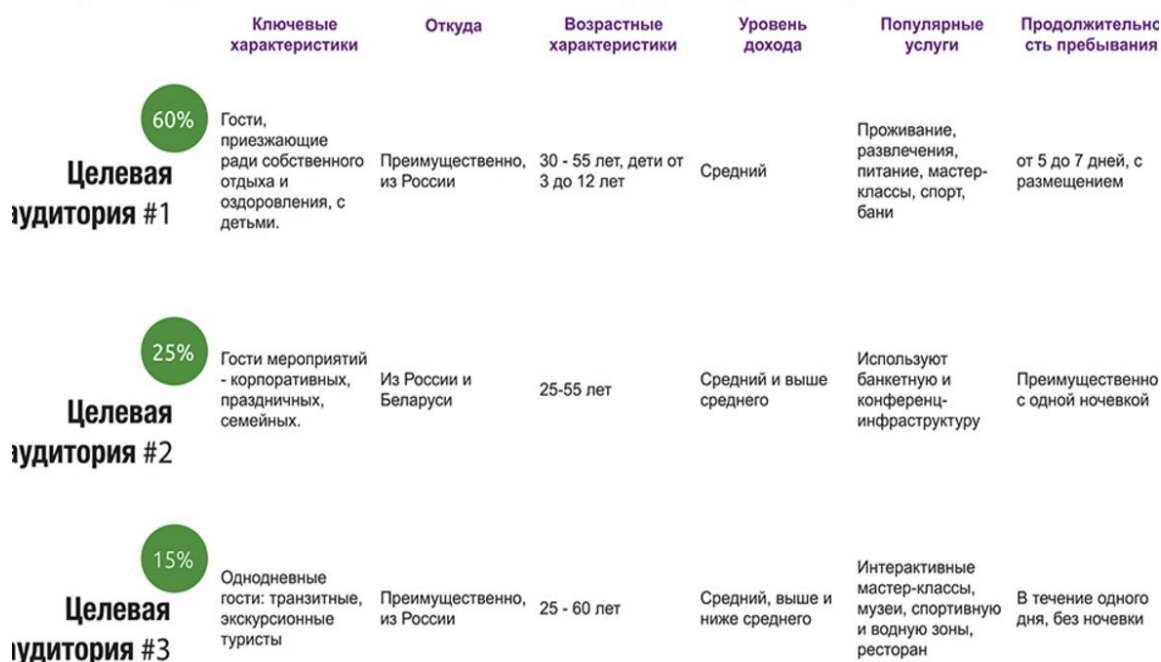 Ключевые характеристики
Откуда
Возрастные характеристики
Уровень дохода
Популярные услуги
Продолжительно
сть пребывания
60%
Целевая
аудитория #1
Гости,
приезжающие
ради собственного
отдыха и
оздоровления, с
детьми.
Преимущественно,
из России
30 - 55 лет, дети от
3 до 12 лет
Средний
Проживание,
развлечения,
питание, мастер-
классы, спорт,
бани
от 5 до 7 дней, с
размещением
25%
Целевая
аудитория #2
Гости мероприятий
- корпоративных,
праздничных,
семейных.
Из России и
Беларуси
25-55 лет
Средний и выше
среднего
Используют
банкетную и
конференц-
инфраструктуру
Преимущественно
с одной ночевкой
15%
Целевая
аудитория #3
Однодневные
гости: транзитные,
экскурсионные
туристы
Преимущественно,
из России
25 - 60 лет
Средний, выше и
ниже среднего
Интерактивные
мастер-классы,
музеи, спортивную
и водную зоны,
ресторан
В течение одного
дня, без ночевки